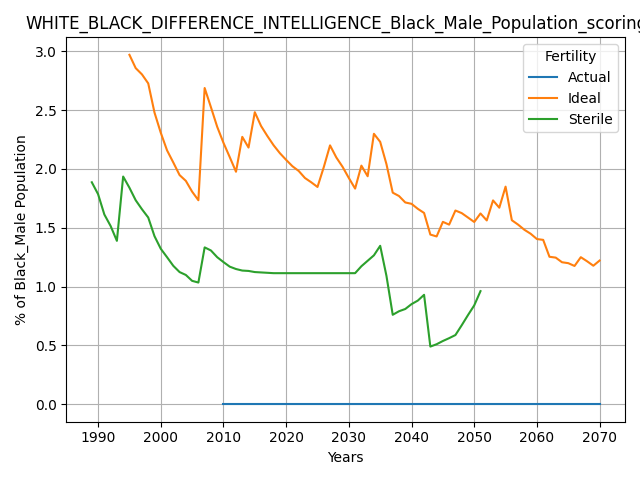 WHITE_BLACK_DIFFERENCE_INTELLIGENCE_Black_Male_Population_scoring
% of Black_Male Population
3.0
2.5
2.0
1.5
1.0
0.5
0.0
Fertility
Actual
Ideal
Sterile
1990 2000 2010 2020 2030 2040 2050 2060 2070
Years